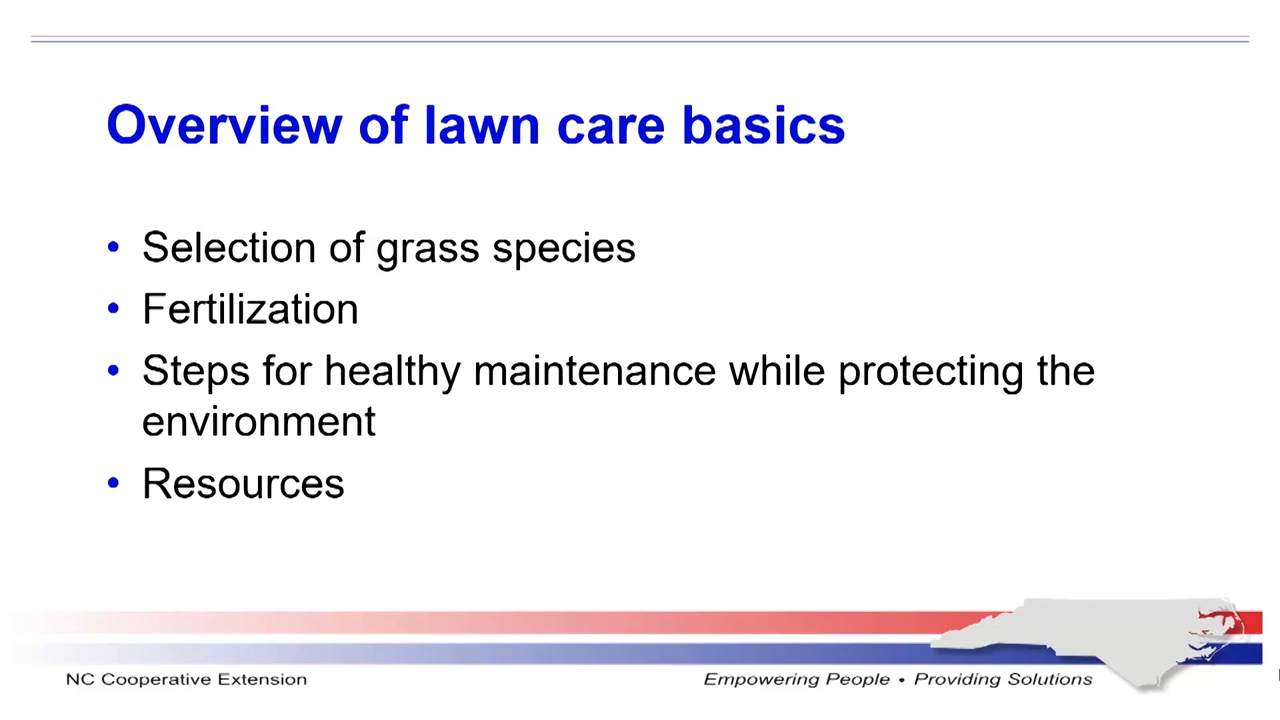 Overview of lawn care basics
• Selection of grass species
• Fertilization
• Steps for healthy maintenance while protecting the
environment
• Resources
NC Cooperative Extension
Empowering People • Providing Solutions